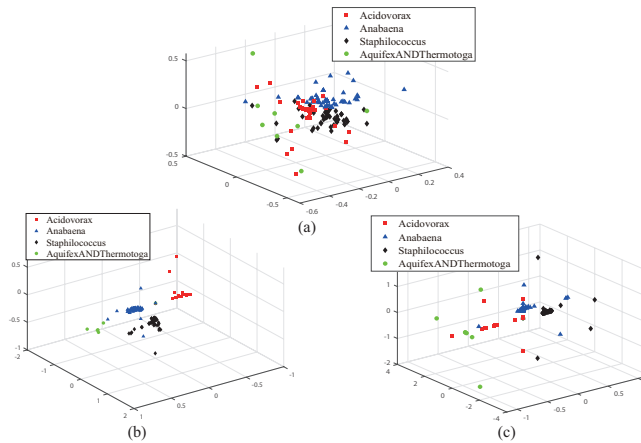 Acidovorax
Anabaena
Staphilococcus
AquifexANDThermotoga
0.5
0
-0.5
0
-0.5
-0.6
-0.4
-0.2
0
0.2
0.4
(a)
Acidovorax
Anabaena
Staphilococcus
AquifexANDThermotoga
0.5
0
-0.5
-1
-2
-1
0
1
2
1
0.5
0
-0.5
-1
(b)
Acidovorax
Anabaena
Staphilococcus
AquifexANDThermotoga
1
0
-1
-2
4
2
0
-2
-4
-1
-0.5
0
0.5
1
(c)